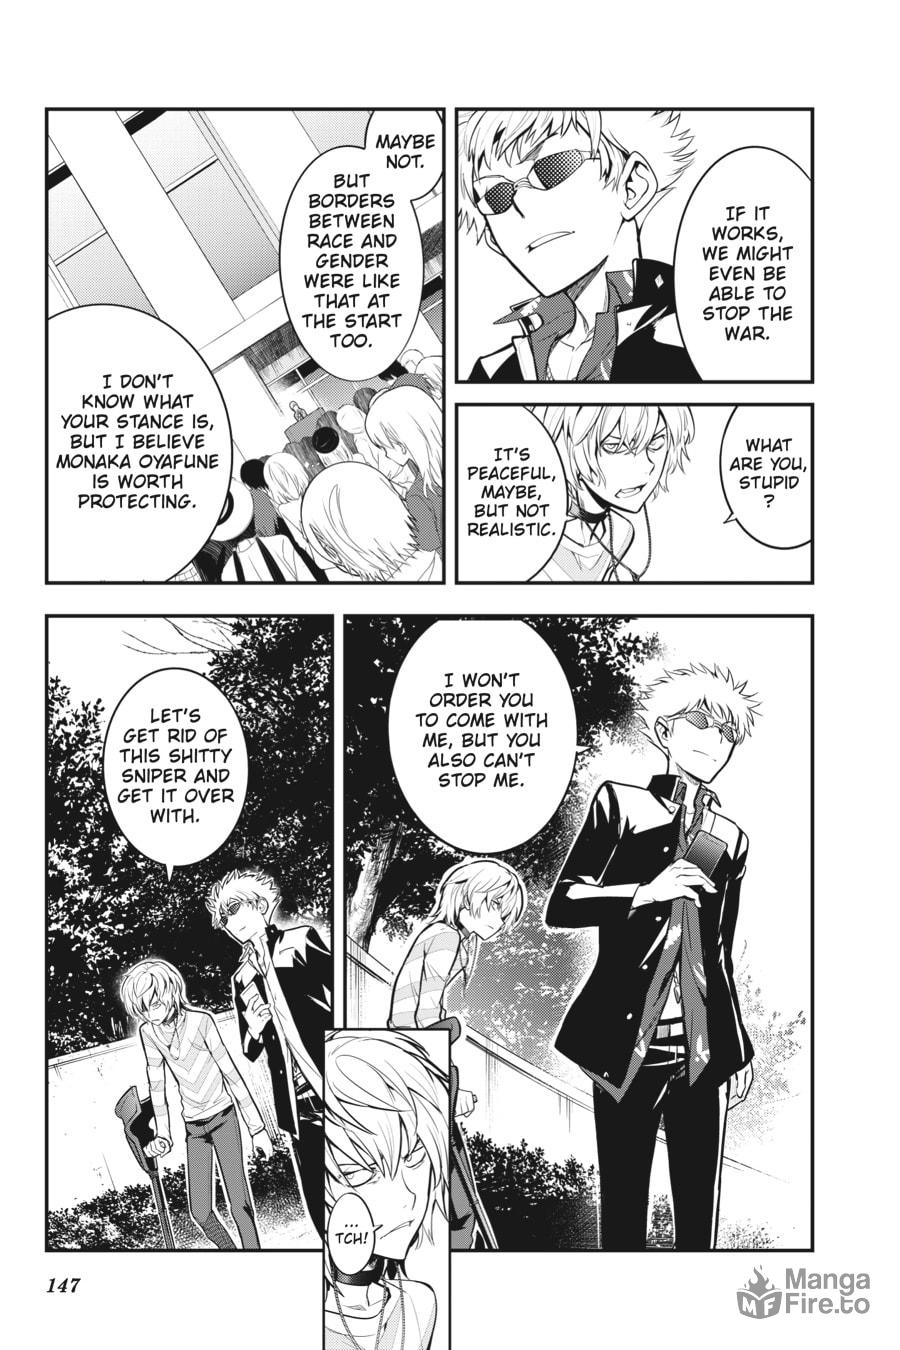 IF IT
WORKS,
WE MIGHT
EVEN BE
ABLE TO
STOP THE
WAR.
WHAT
ARE YOU,
STUPID
?
IT'S
PEACEFUL,
MAYBE,
BUT NOT
REALISTIC.
MAYBE
NOT.
BUT
BORDERS
BETWEEN
RACE AND
GENDER
WERE LIKE
THAT AT
THE START
TOO.
I DON'T
KNOW WHAT
YOUR STANCE IS,
BUT I BELIEVE
MONAKA OYAFUNE
IS WORTH
PROTECTING.
I WON'T
ORDER YOU
TO COME WITH
ME, BUT YOU
ALSO CAN'T
STOP ME.
...
TCH!
LET'S
GET RID OF
THIS SHITTY
SNIPER AND
GET IT OVER
WITH.
147
MF
Manga
Fire.to